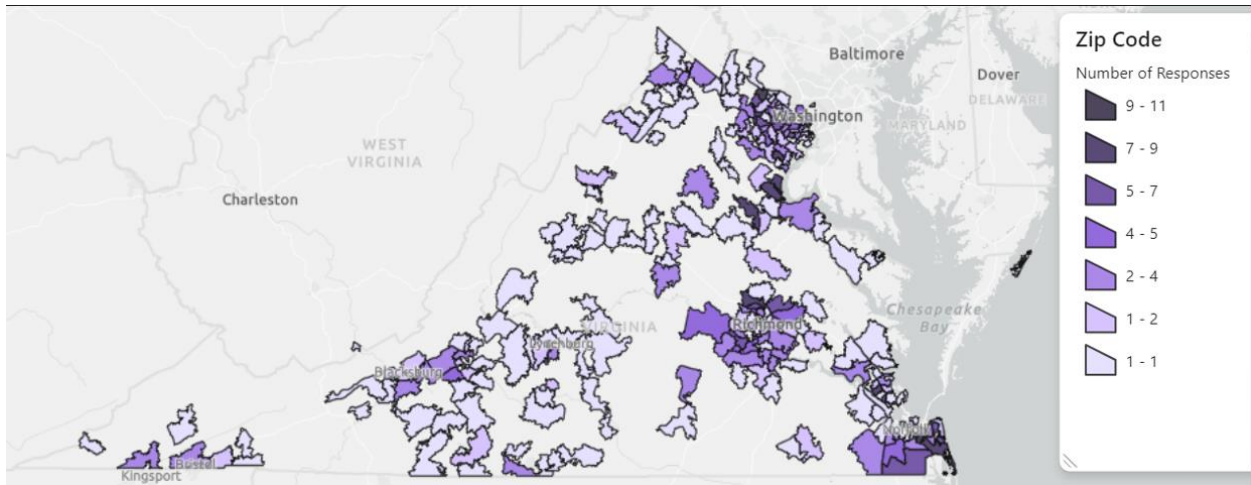 Baltimore
Dover
DELAWARE
Washington
MARYLAND
WEST
VIRGINIA
Charleston
Chesapeake
Bay
Richmond
VIRGINIA
Lynchburg
Blacksburg
Norfolk
Bristol
Kingsport
Zip Code
Number of Responses
9 - 11
7 - 9
5 - 7
4 - 5
2 - 4
1 - 2
1 - 1